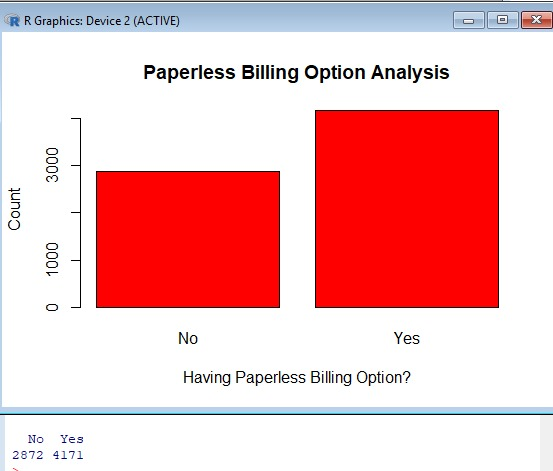 R Graphics: Device 2 (ACTIVE)
Paperless Billing Option Analysis
Count
3000
1000
0
No Yes
Having Paperless Billing Option?
No Yes
2872 4171
>